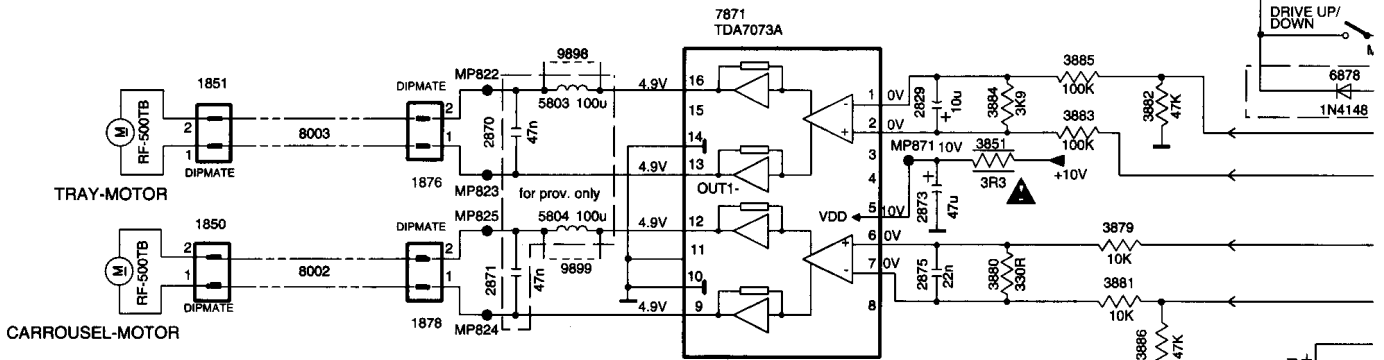 7871
TDA7073A
DRIVE UP/
DOWN
6878
1N4148
9898
MP822
DIPMATE
1851
16
4.9V
5803 100u
2
1
RF-500TB
M
8003
DIPMATE
1876
2870
47n
MP823
TRAY-MOTOR
15
14
13
4.9V
OUT1-
1
0V
2
0V
3
4
2829
10u
3884
3K9
3885
100K
3883
100K
3882
47K
MP871
10V
3851
3R3
+10V
2873
47u
for prov. only
1850
DIPMATE
MP825
5804 100u
4.9V
12
VDD
5
10V
6
0V
7
0V
8
2
1
RF-500TB
M
8002
DIPMATE
1878
2871
47n
9899
MP824
CARROUSEL-MOTOR
11
10
9
4.9V
2875
22n
3880
330R
3879
10K
3881
10K
3886
47K